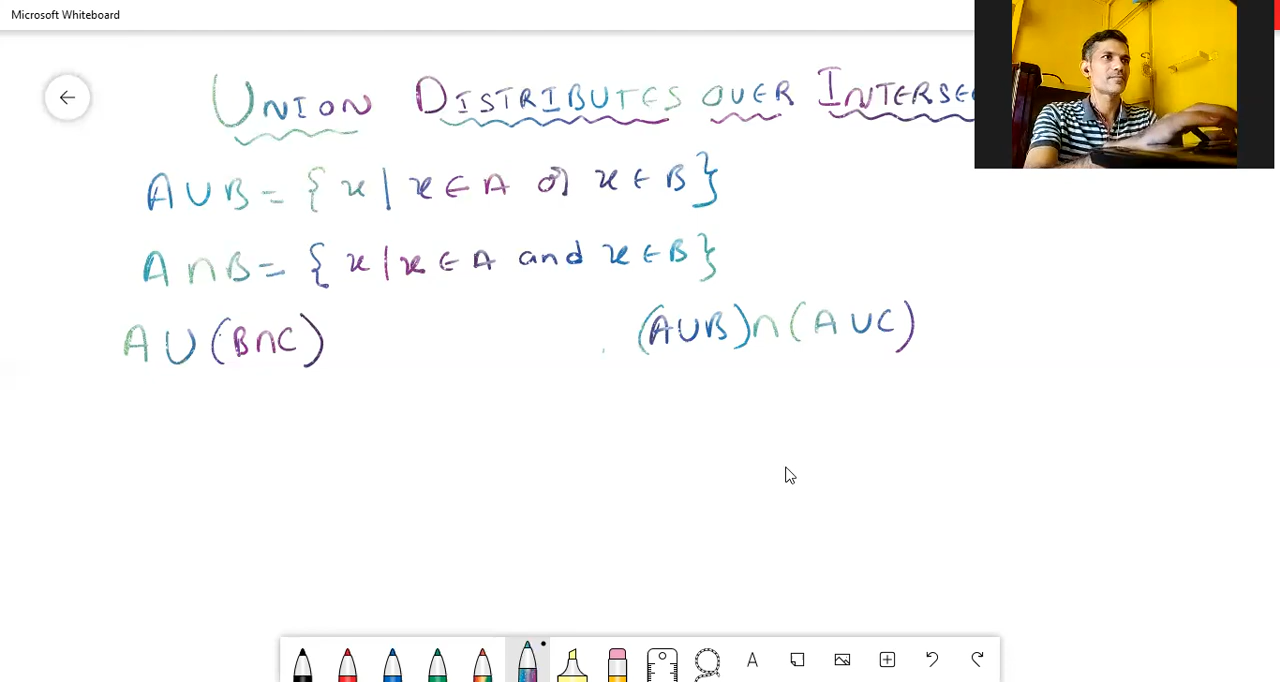 Microsoft Whiteboard
UNION DISTRIBUTES OVER INTERSE
A∪B = {x | x ∈ A or x ∈ B}
A∩B = {x | x ∈ A and x ∈ B}
A ∪ (B∩C) (A∪B)∩(A∪C)
A